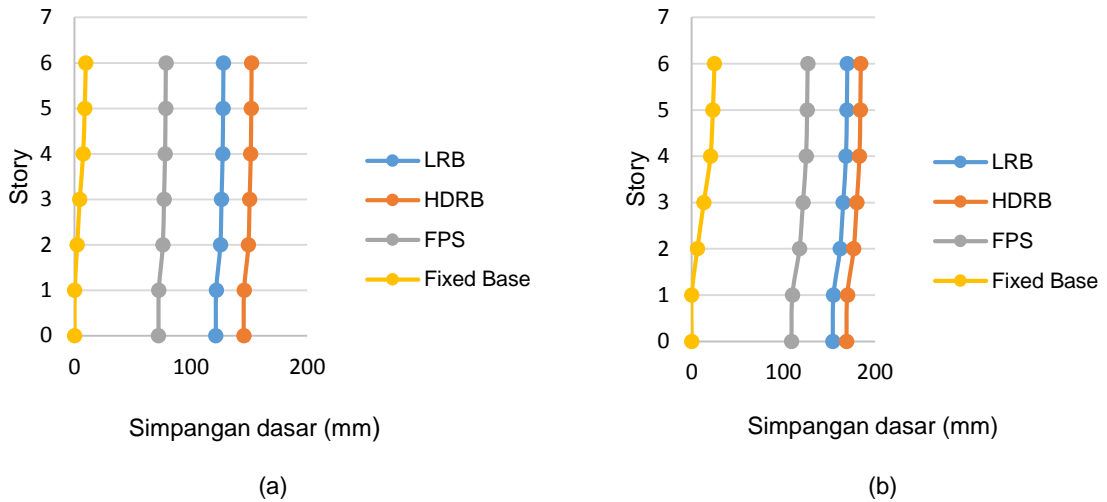 7
6
5
4
3
2
1
0
Story
0 100 200
Simpangan dasar (mm)
LRB
HDRB
FPS
Fixed Base
(a)
7
6
5
4
3
2
1
0
Story
0 100 200
Simpangan dasar (mm)
LRB
HDRB
FPS
Fixed Base
(b)